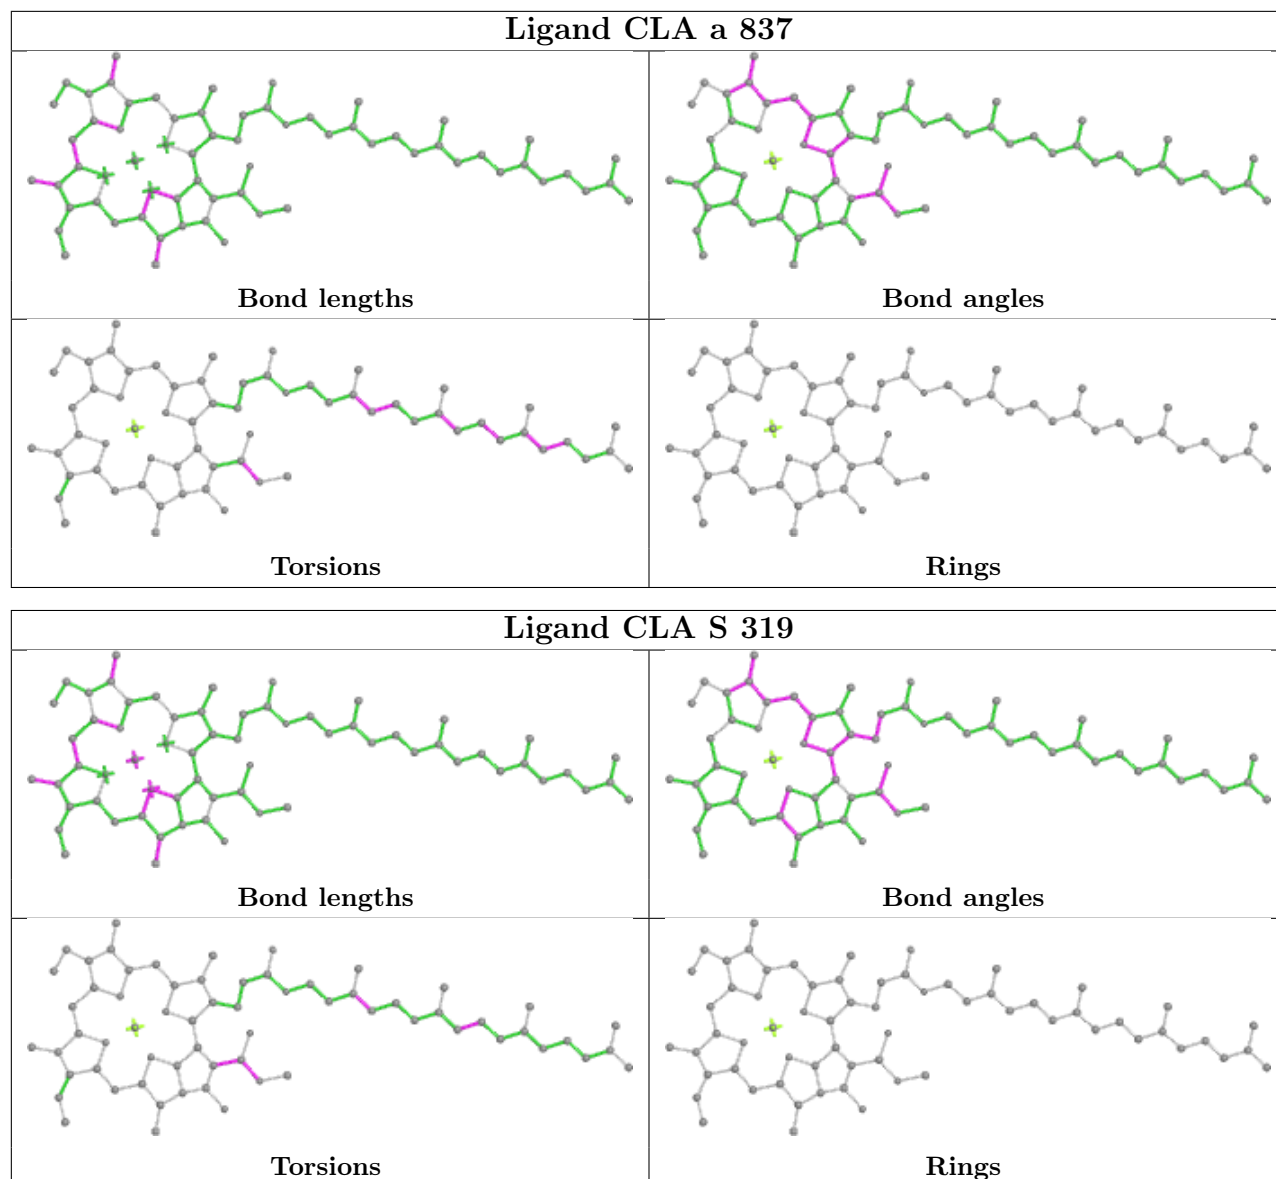 Ligand CLA a 837
Bond lengths
Bond angles
Torsions
Rings
Ligand CLA S 319
Bond lengths
Bond angles
Torsions
Rings